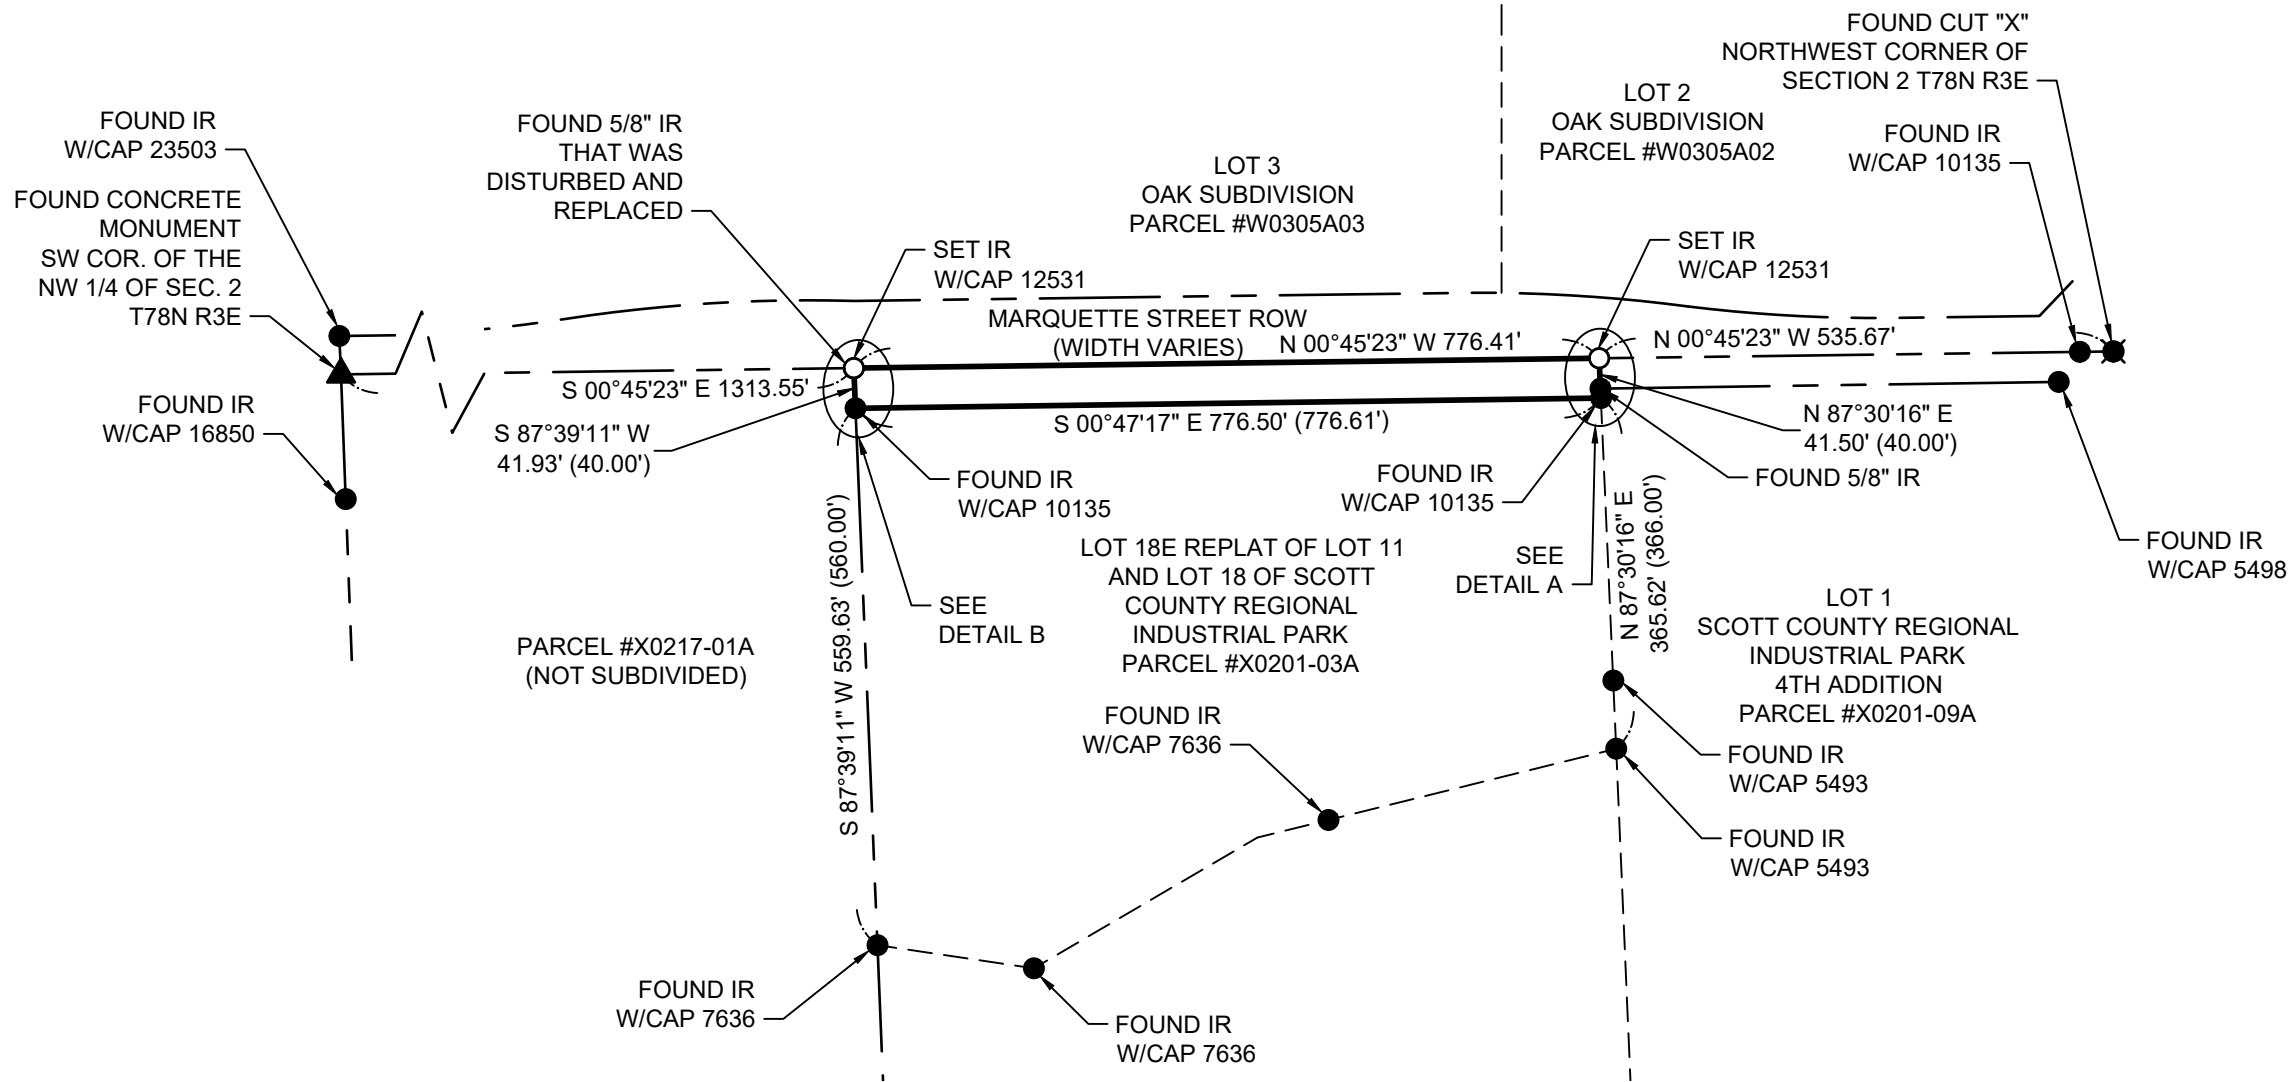 FOUND CUT "X"
NORTHWEST CORNER OF
SECTION 2 T78N R3E
LOT 2
OAK SUBDIVISION
PARCEL #W0305A02
FOUND IR
W/CAP 10135
FOUND IR
W/CAP 23503
FOUND 5/8" IR
THAT WAS
DISTURBED AND
REPLACED
LOT 3
OAK SUBDIVISION
PARCEL #W0305A03
FOUND CONCRETE
MONUMENT
SW COR. OF THE
NW 1/4 OF SEC. 2
T78N R3E
SET IR
W/CAP 12531
SET IR
W/CAP 12531
MARQUETTE STREET ROW
(WIDTH VARIES)
N 00°45'23" W 776.41'
N 00°45'23" W 535.67'
S 00°45'23" E 1313.55'
S 00°47'17" E 776.50' (776.61')
FOUND IR
W/CAP 16850
S 87°39'11" W
41.93' (40.00')
N 87°30'16" E
41.50' (40.00')
FOUND IR
W/CAP 10135
FOUND IR
W/CAP 10135
FOUND 5/8" IR
FOUND IR
W/CAP 5498
S 87°39'11" W 559.63' (560.00')
N 87°30'16" E
365.62' (366.00')
SEE
DETAIL B
SEE
DETAIL A
LOT 18E REPLAT OF LOT 11
AND LOT 18 OF SCOTT
COUNTY REGIONAL
INDUSTRIAL PARK
PARCEL #X0201-03A
LOT 1
SCOTT COUNTY REGIONAL
INDUSTRIAL PARK
4TH ADDITION
PARCEL #X0201-09A
PARCEL #X0217-01A
(NOT SUBDIVIDED)
FOUND IR
W/CAP 7636
FOUND IR
W/CAP 5493
FOUND IR
W/CAP 5493
FOUND IR
W/CAP 7636
FOUND IR
W/CAP 7636